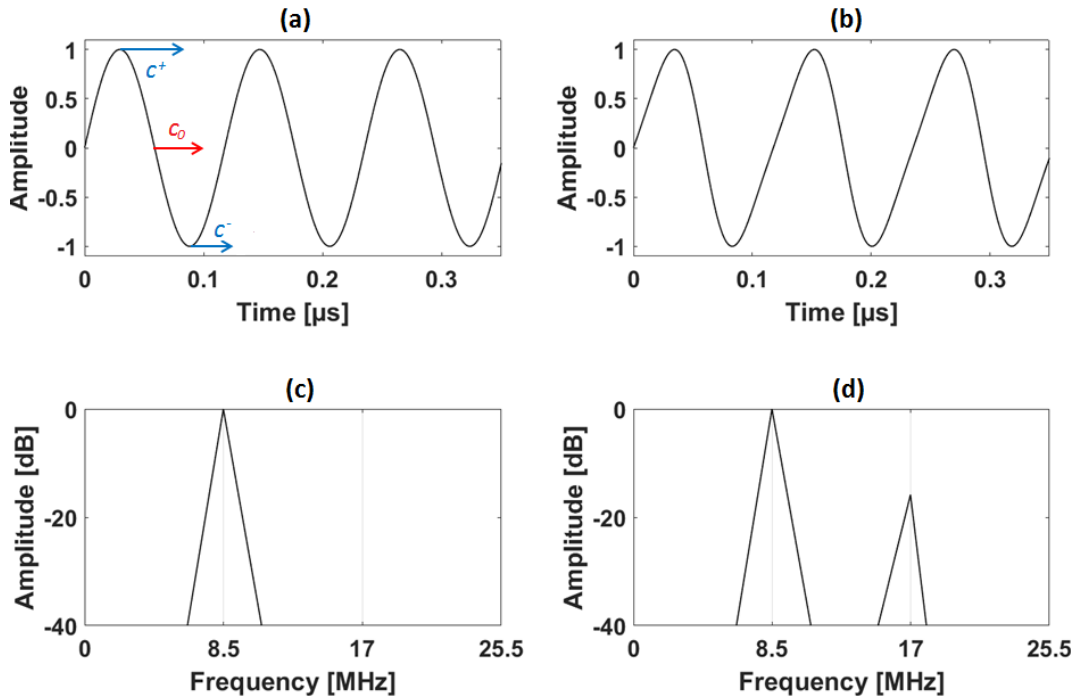 (a)
(b)
Amplitude
1
0.5
0
-0.5
-1
c+
c0
c-
0
0.1
0.2
0.3
Time [µs]
Amplitude
1
0.5
0
-0.5
-1
0
0.1
0.2
0.3
Time [µs]
(c)
(d)
Amplitude [dB]
0
-20
-40
0
8.5
17
25.5
Frequency [MHz]
Amplitude [dB]
0
-20
-40
0
8.5
17
25.5
Frequency [MHz]